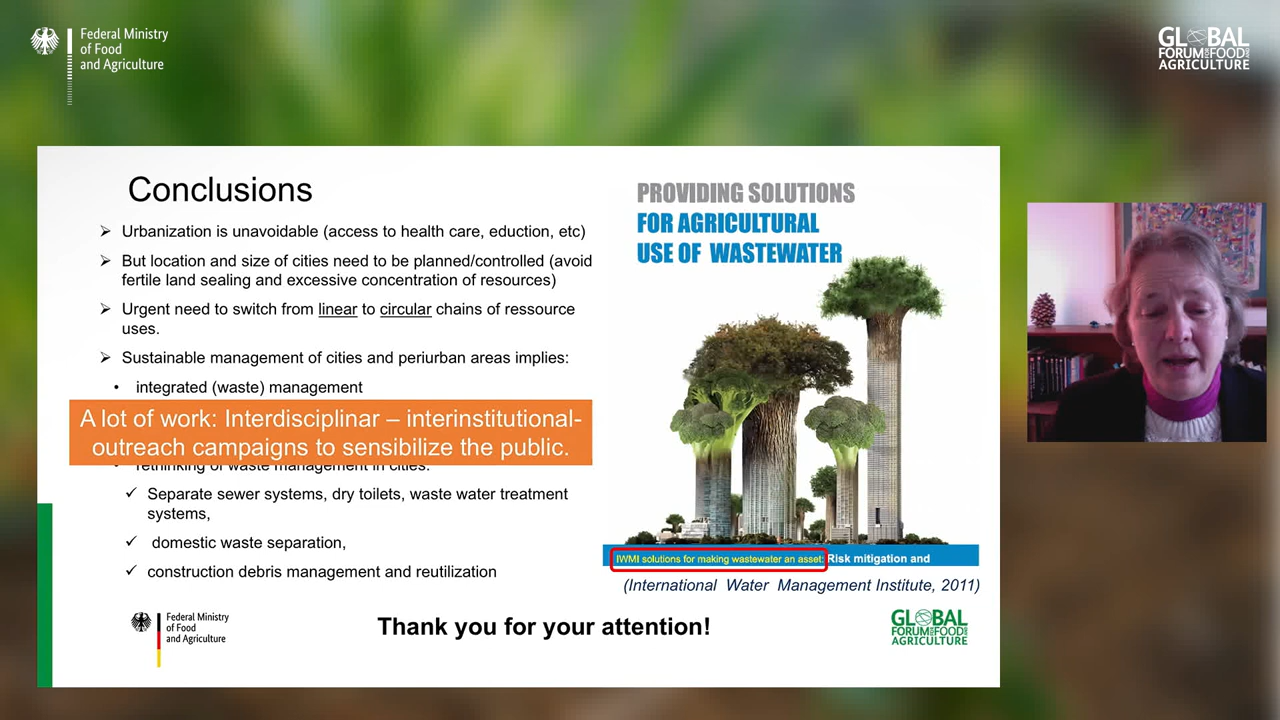 Federal Ministry
of Food
and Agriculture
GLOBAL
FORUM FOR FOOD AND
AGRICULTURE
Conclusions
Urbanization is unavoidable (access to health care, eduction, etc)
But location and size of cities need to be planned/controlled (avoid
fertile land sealing and excessive concentration of resources)
Urgent need to switch from linear to circular chains of ressource
uses.
Sustainable management of cities and periurban areas implies:
integrated (waste) management
A lot of work: Interdisciplinar – interinstitutional-
outreach campaigns to sensibilize the public.
rethinking of waste management in cities:
Separate sewer systems, dry toilets, waste water treatment
systems,
domestic waste separation,
construction debris management and reutilization
PROVIDING SOLUTIONS
FOR AGRICULTURAL
USE OF WASTEWATER
IWMI solutions for making wastewater an asset: Risk mitigation and
(International Water Management Institute, 2011)
Federal Ministry
of Food
and Agriculture
Thank you for your attention!
GLOBAL
FORUM FOR FOOD AND
AGRICULTURE